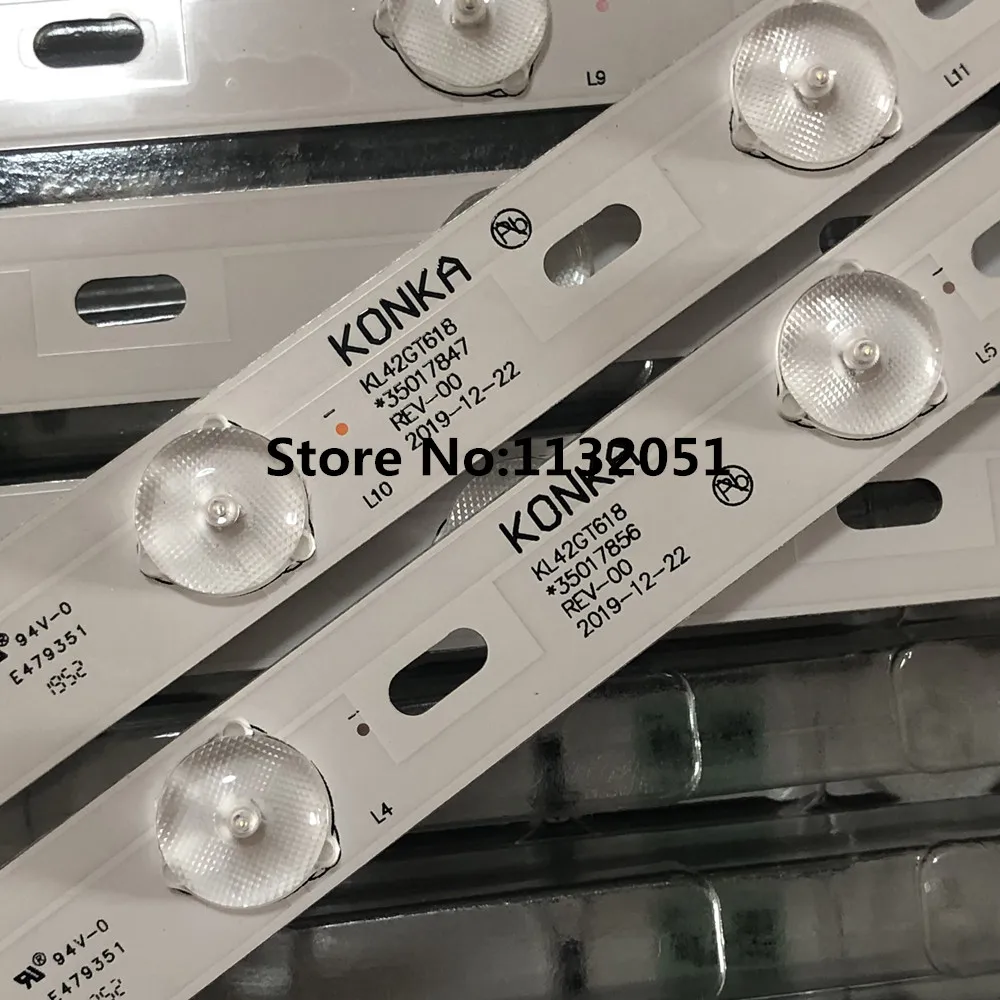 L9
L11
KONKA
KL42GT618
*35017847
REV-00
2019-12-22
L10
94V-0
E479351
1952
Store No:1132051
L5
KONKA
KL42GT618
*35017856
REV-00
2019-12-22
L4
94V-0
E479351